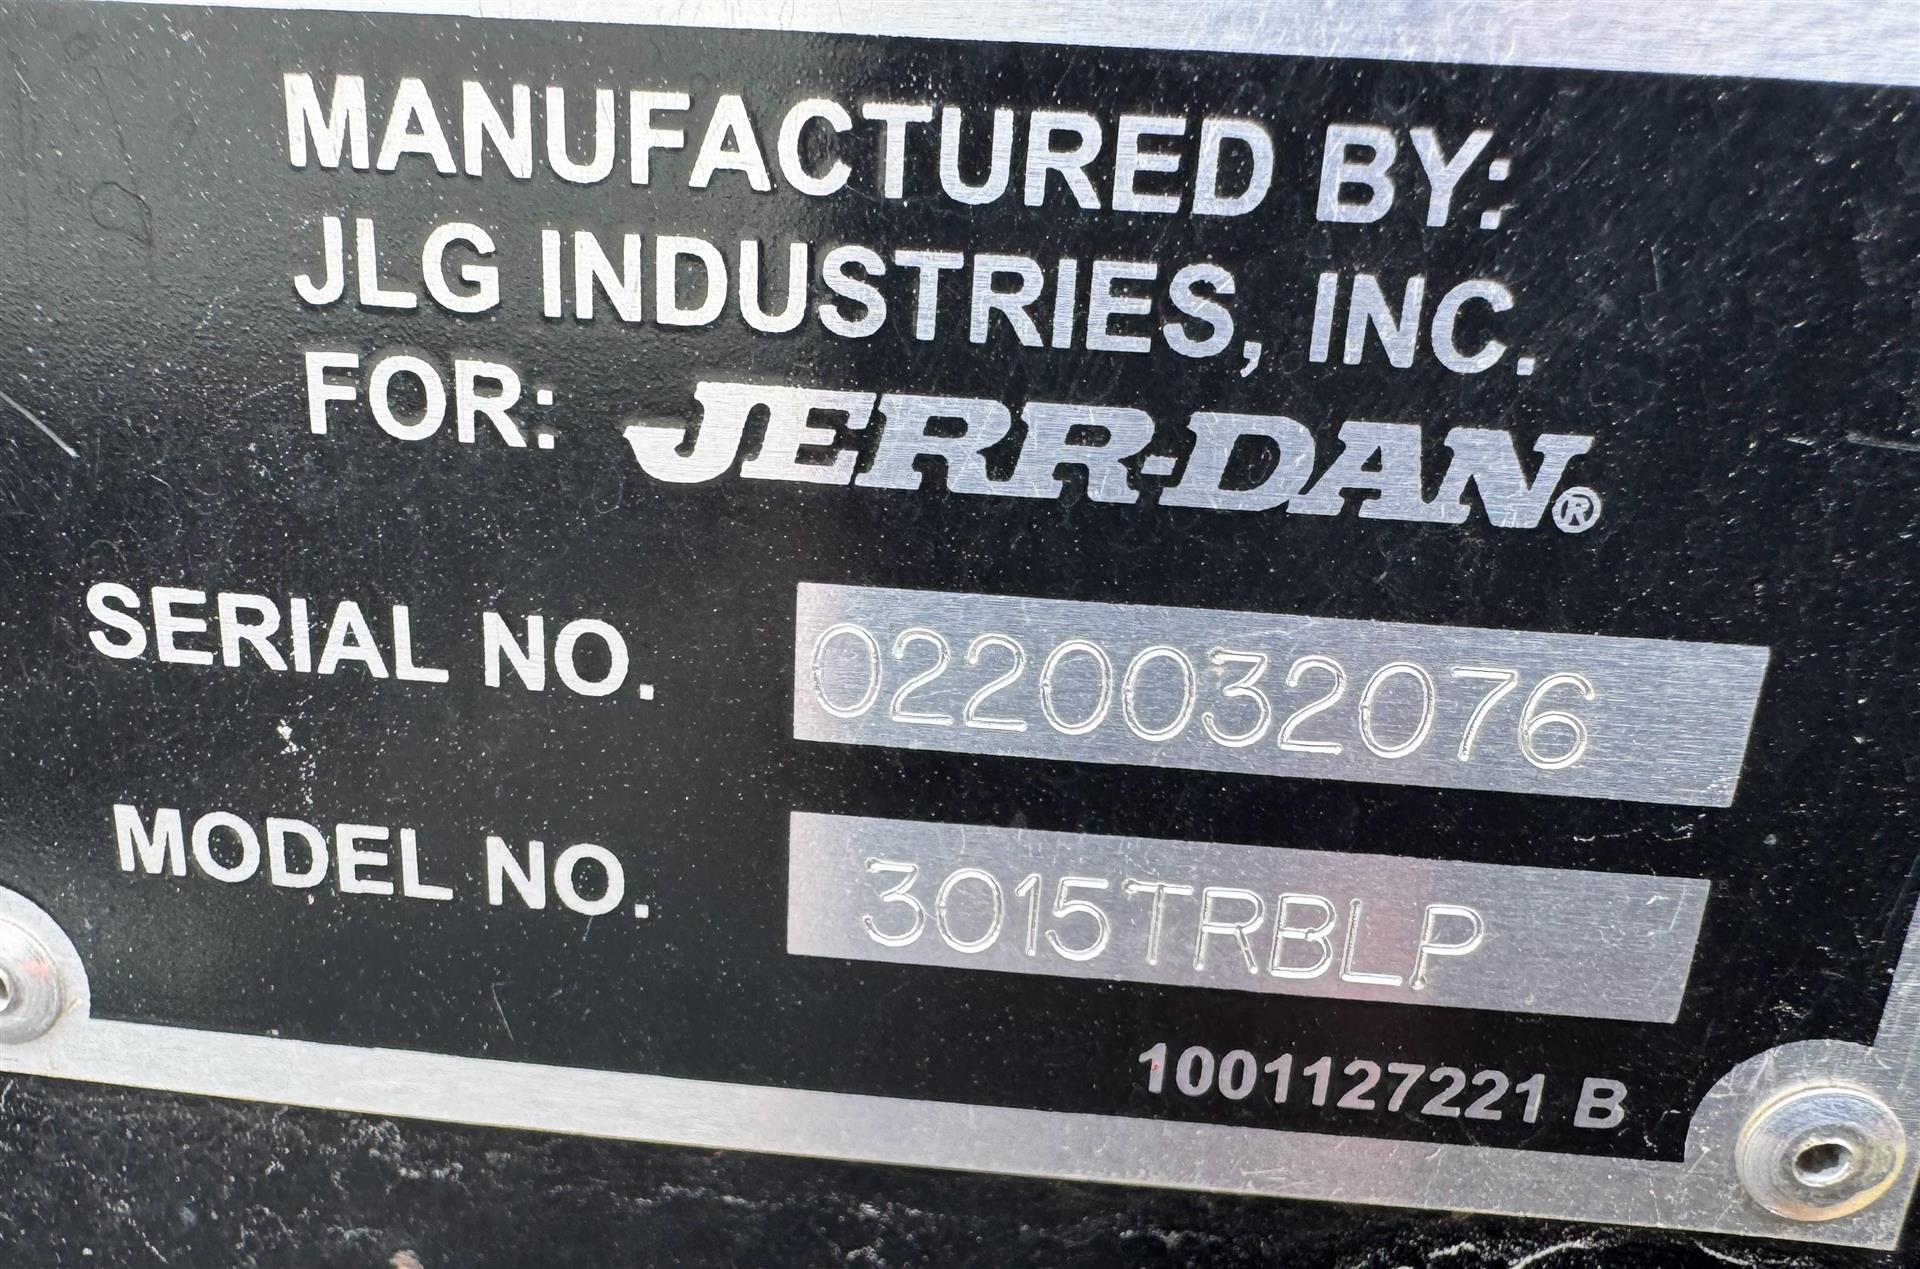 MANUFACTURED BY:
JLG INDUSTRIES, INC.
FOR: JERR-DAN®
SERIAL NO. 0220032076
MODEL NO. 3015TRBLP
1001127221 B